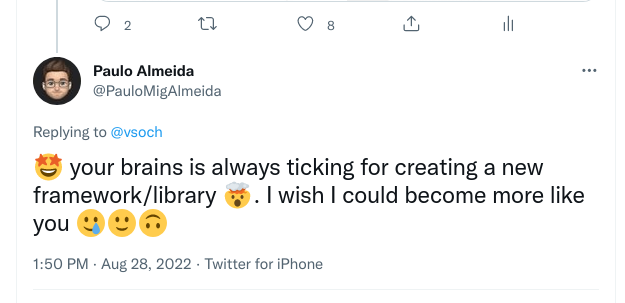 2 8
Paulo Almeida
@PauloMigAlmeida
Replying to @vsoch
🤩 your brains is always ticking for creating a new
framework/library 🤯. I wish I could become more like
you 🥲🙂🙃
1:50 PM · Aug 28, 2022 · Twitter for iPhone